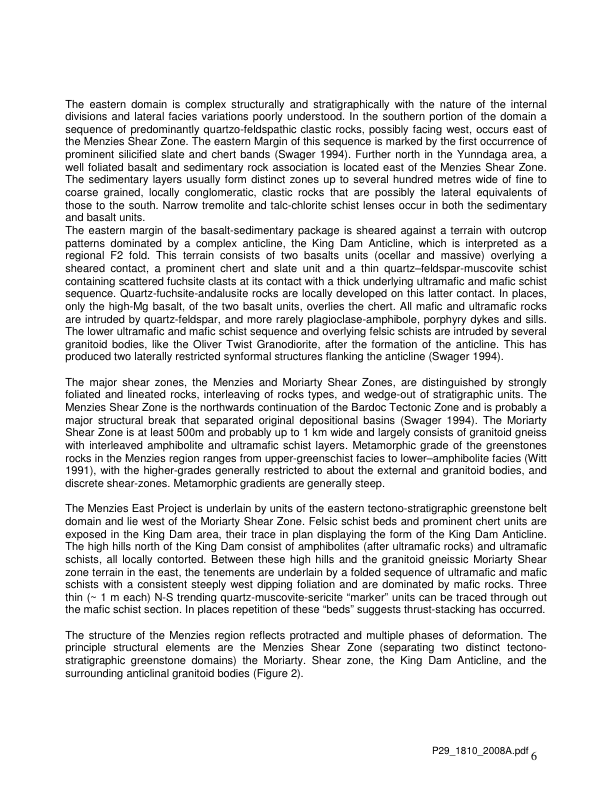 The eastern domain is complex structurally and stratigraphically with the nature of the internal
divisions and lateral facies variations poorly understood. In the southern portion of the domain a
sequence of predominantly quartzo-feldspathic clastic rocks, possibly facing west, occurs east of
the Menzies Shear Zone. The eastern Margin of this sequence is marked by the first occurrence of
prominent silicified slate and chert bands (Swager 1994). Further north in the Yunndaga area, a
well foliated basalt and sedimentary rock association is located east of the Menzies Shear Zone.
The sedimentary layers usually form distinct zones up to several hundred metres wide of fine to
coarse grained, locally conglomeratic, clastic rocks that are possibly the lateral equivalents of
those to the south. Narrow tremolite and talc-chlorite schist lenses occur in both the sedimentary
and basalt units.
The eastern margin of the basalt-sedimentary package is sheared against a terrain with outcrop
patterns dominated by a complex anticline, the King Dam Anticline, which is interpreted as a
regional F2 fold. This terrain consists of two basalts units (ocellar and massive) overlying a
sheared contact, a prominent chert and slate unit and a thin quartz–feldspar-muscovite schist
containing scattered fuchsite clasts at its contact with a thick underlying ultramafic and mafic schist
sequence. Quartz-fuchsite-andalusite rocks are locally developed on this latter contact. In places,
only the high-Mg basalt, of the two basalt units, overlies the chert. All mafic and ultramafic rocks
are intruded by quartz-feldspar, and more rarely plagioclase-amphibole, porphyry dykes and sills.
The lower ultramafic and mafic schist sequence and overlying felsic schists are intruded by several
granitoid bodies, like the Oliver Twist Granodiorite, after the formation of the anticline. This has
produced two laterally restricted synformal structures flanking the anticline (Swager 1994).
The major shear zones, the Menzies and Moriarty Shear Zones, are distinguished by strongly
foliated and lineated rocks, interleaving of rocks types, and wedge-out of stratigraphic units. The
Menzies Shear Zone is the northwards continuation of the Bardoc Tectonic Zone and is probably a
major structural break that separated original depositional basins (Swager 1994). The Moriarty
Shear Zone is at least 500m and probably up to 1 km wide and largely consists of granitoid gneiss
with interleaved amphibolite and ultramafic schist layers. Metamorphic grade of the greenstones
rocks in the Menzies region ranges from upper-greenschist facies to lower–amphibolite facies (Witt
1991), with the higher-grades generally restricted to about the external and granitoid bodies, and
discrete shear-zones. Metamorphic gradients are generally steep.
The Menzies East Project is underlain by units of the eastern tectono-stratigraphic greenstone belt
domain and lie west of the Moriarty Shear Zone. Felsic schist beds and prominent chert units are
exposed in the King Dam area, their trace in plan displaying the form of the King Dam Anticline.
The high hills north of the King Dam consist of amphibolites (after ultramafic rocks) and ultramafic
schists, all locally contorted. Between these high hills and the granitoid gneissic Moriarty Shear
zone terrain in the east, the tenements are underlain by a folded sequence of ultramafic and mafic
schists with a consistent steeply west dipping foliation and are dominated by mafic rocks. Three
thin (~ 1 m each) N-S trending quartz-muscovite-sericite “marker” units can be traced through out
the mafic schist section. In places repetition of these “beds” suggests thrust-stacking has occurred.
The structure of the Menzies region reflects protracted and multiple phases of deformation. The
principle structural elements are the Menzies Shear Zone (separating two distinct tectono-
stratigraphic greenstone domains) the Moriarty. Shear zone, the King Dam Anticline, and the
surrounding anticlinal granitoid bodies (Figure 2).
P29_1810_2008A.pdf 6